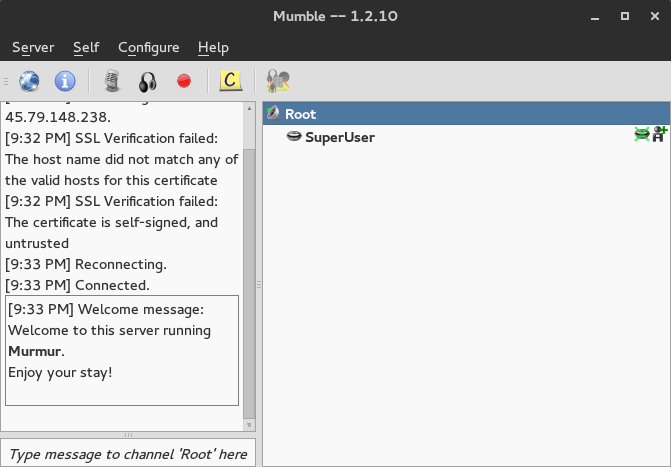 Mumble -- 1.2.10
Server Self Configure Help
45.79.148.238.
[9:32 PM] SSL Verification failed:
The host name did not match any of
the valid hosts for this certificate
[9:32 PM] SSL Verification failed:
The certificate is self-signed, and
untrusted
[9:33 PM] Reconnecting.
[9:33 PM] Connected.
[9:33 PM] Welcome message:
Welcome to this server running
Murmur.
Enjoy your stay!
Type message to channel 'Root' here
C
Root
SuperUser